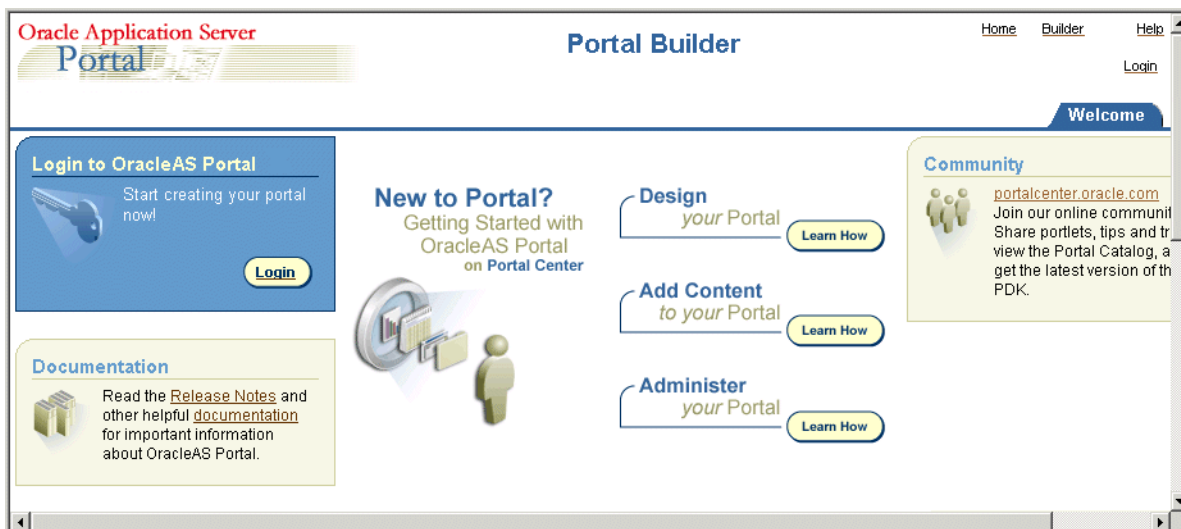 Oracle Application Server
Portal
Portal Builder
Home Builder Help
Login
Welcome
Login to OracleAS Portal
Start creating your portal
now!
Login
Documentation
Read the Release Notes and
other helpful documentation
for important information
about OracleAS Portal.
New to Portal?
Getting Started with
OracleAS Portal
on Portal Center
Design
your Portal
Learn How
Add Content
to your Portal
Learn How
Administer
your Portal
Learn How
Community
portalcenter.oracle.com
Join our online communit
Share portlets, tips and tr
view the Portal Catalog, a
get the latest version of th
PDK.